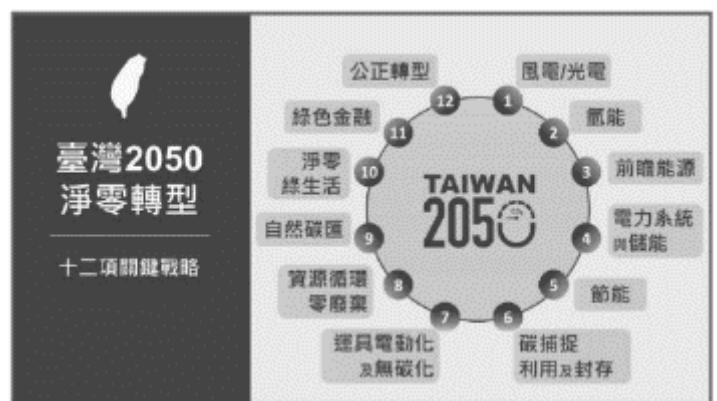 臺灣2050
淨零轉型
十二項關鍵戰略
TAIWAN
2050
1
風電/光電
2
氫能
3
前瞻能源
4
電力系統
與儲能
5
節能
6
碳捕捉
利用及封存
7
運具電動化
及無碳化
8
資源循環
零廢棄
9
自然碳匯
10
淨零
綠生活
11
綠色金融
12
公正轉型